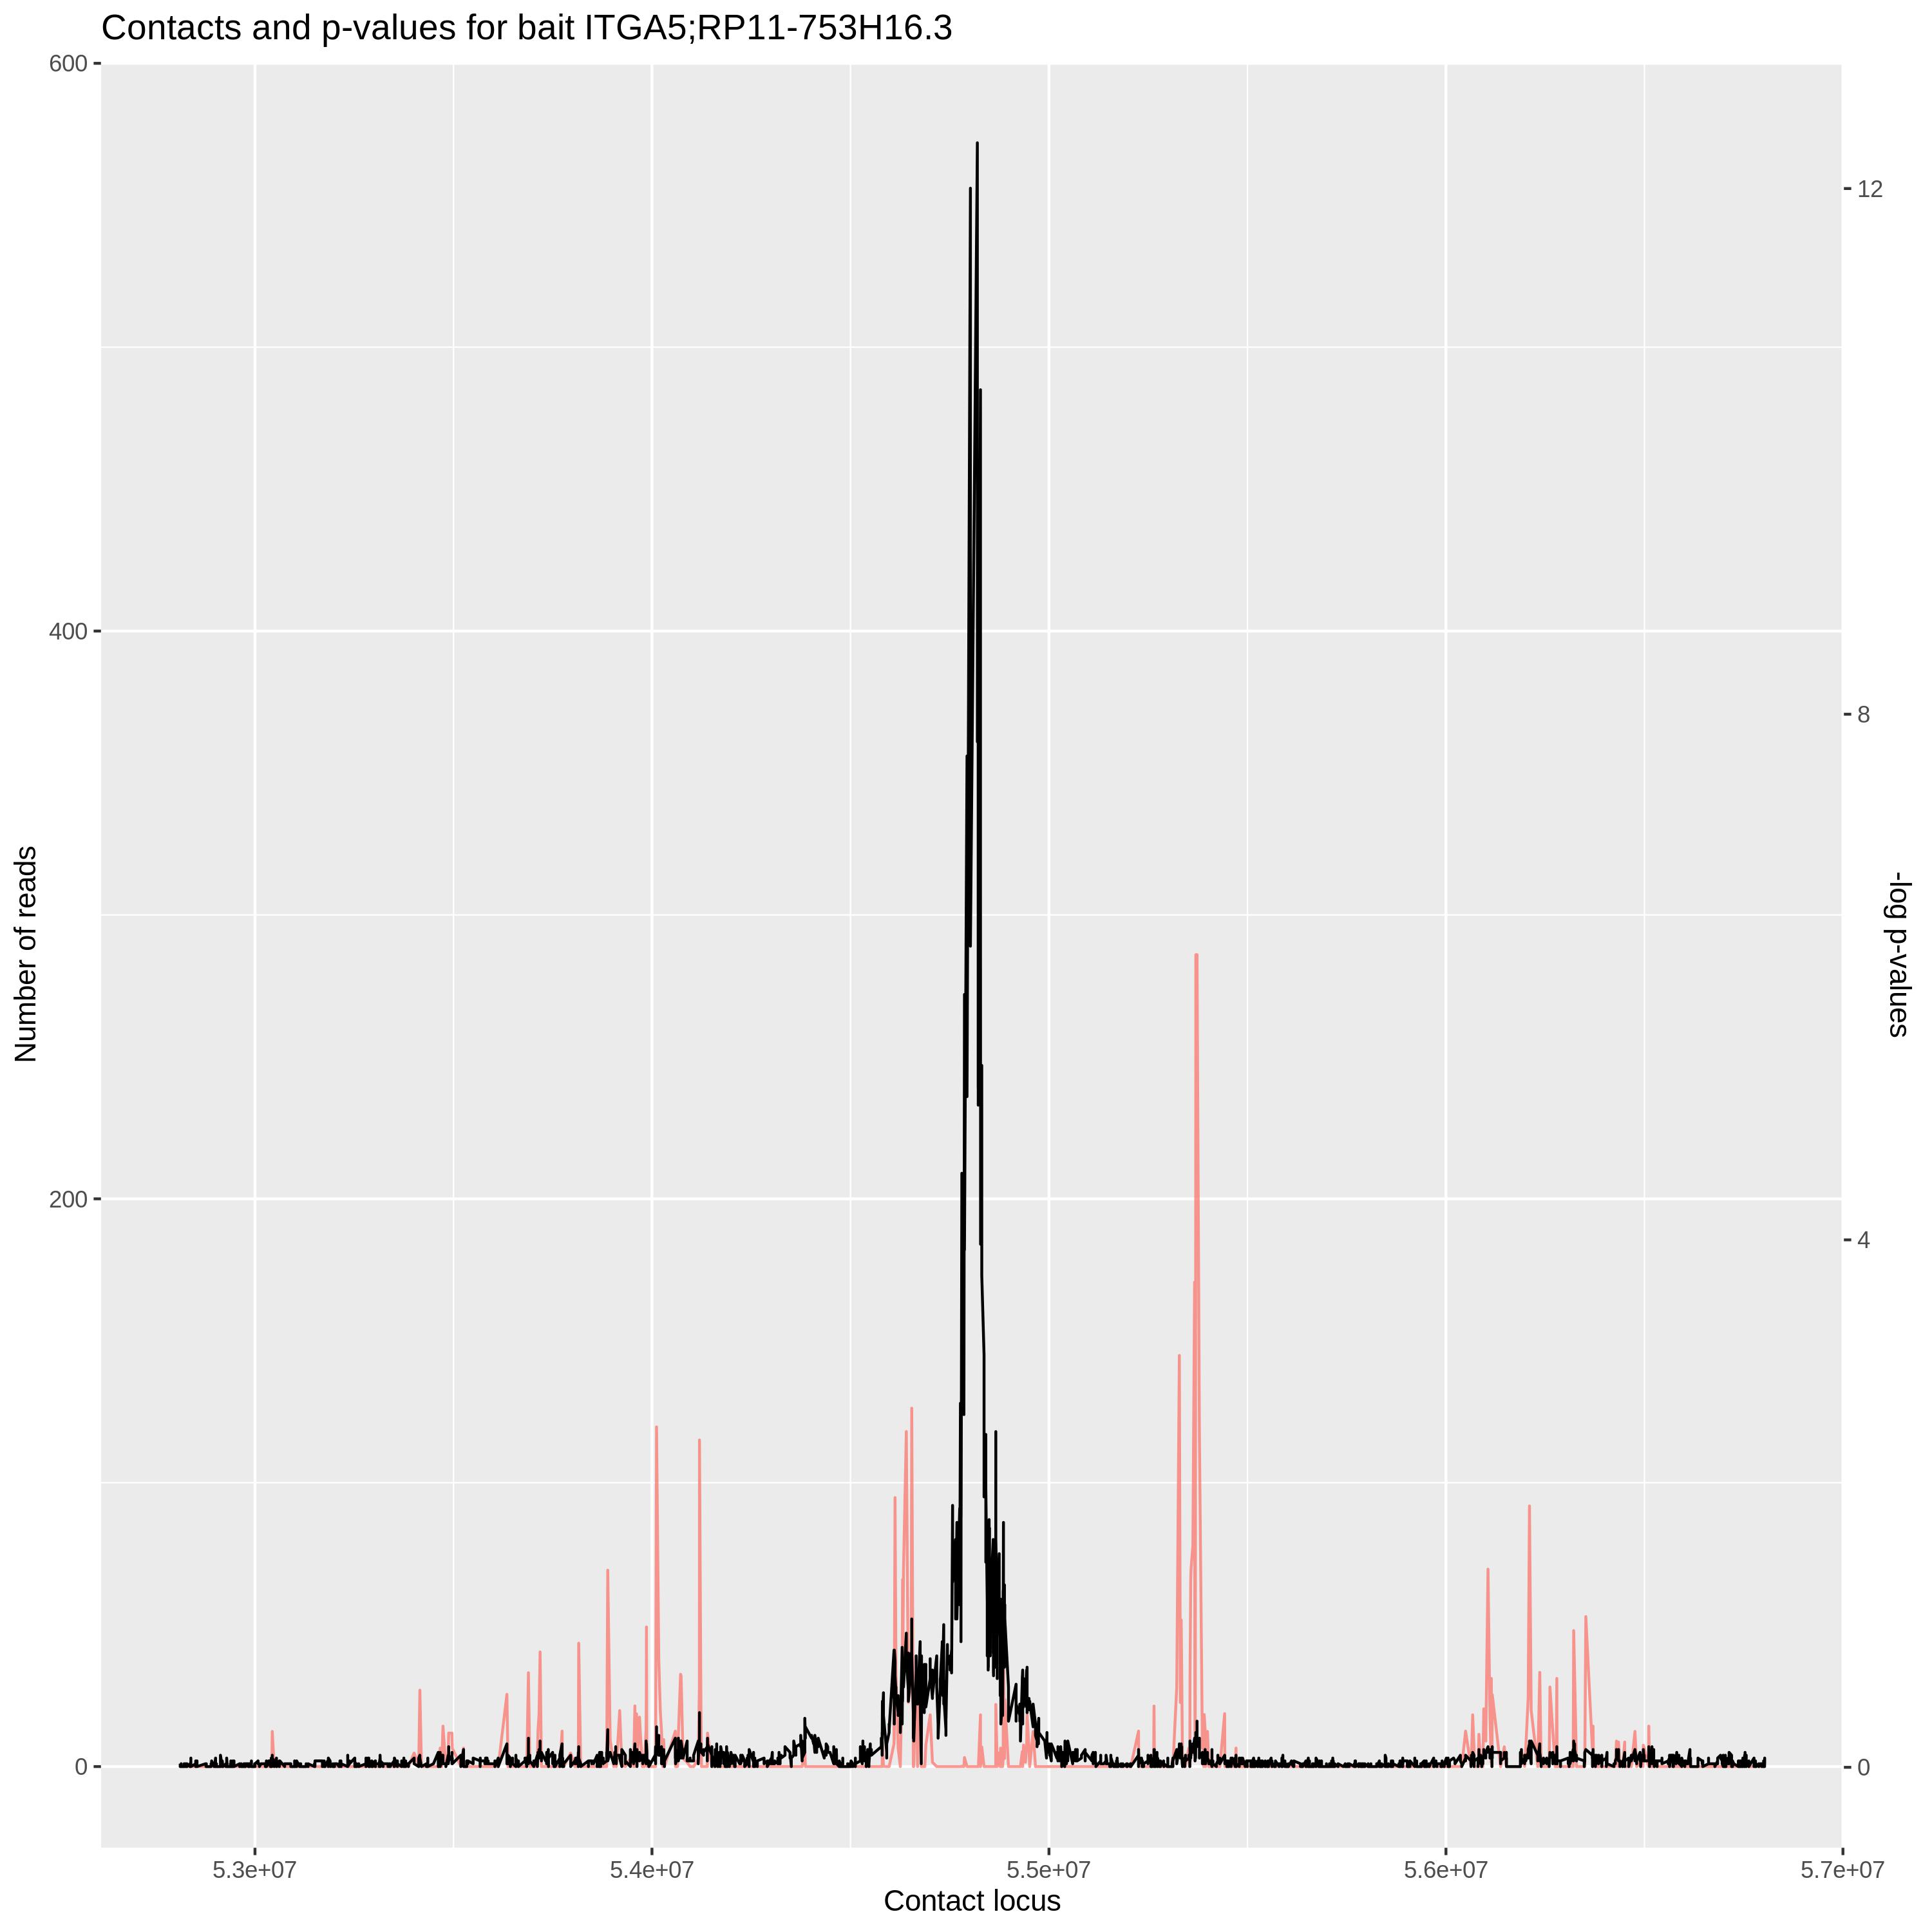 Contacts and p-values for bait ITGA5;RP11-753H16.3
600
400
200
0
12
8
4
0
Number of reads
-log p-values
5.3e+07 5.4e+07 5.5e+07 5.6e+07 5.7e+07
Contact locus